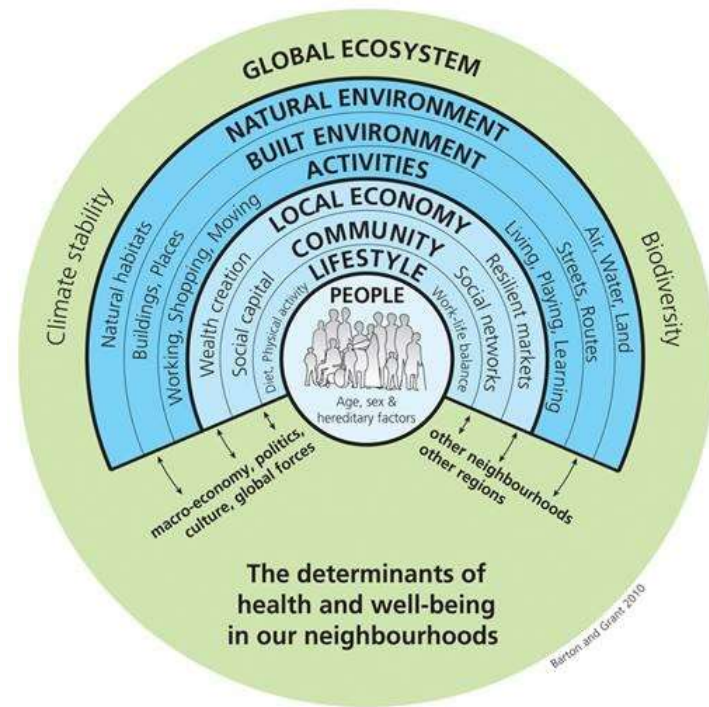 GLOBAL ECOSYSTEM
Climate stability
Biodiversity
NATURAL ENVIRONMENT
Natural habitats
Air, Water, Land
BUILT ENVIRONMENT
Buildings, Places
Streets, Routes
ACTIVITIES
Working, Shopping, Moving
Living, Playing, Learning
LOCAL ECONOMY
Wealth creation
Resilient markets
COMMUNITY
Social capital
Social networks
LIFESTYLE
Diet, Physical activity
Work-life balance
PEOPLE
Age, sex &
hereditary factors
macro-economy, politics,
culture, global forces
other neighbourhoods
other regions
The determinants of
health and well-being
in our neighbourhoods
Barton and Grant 2010